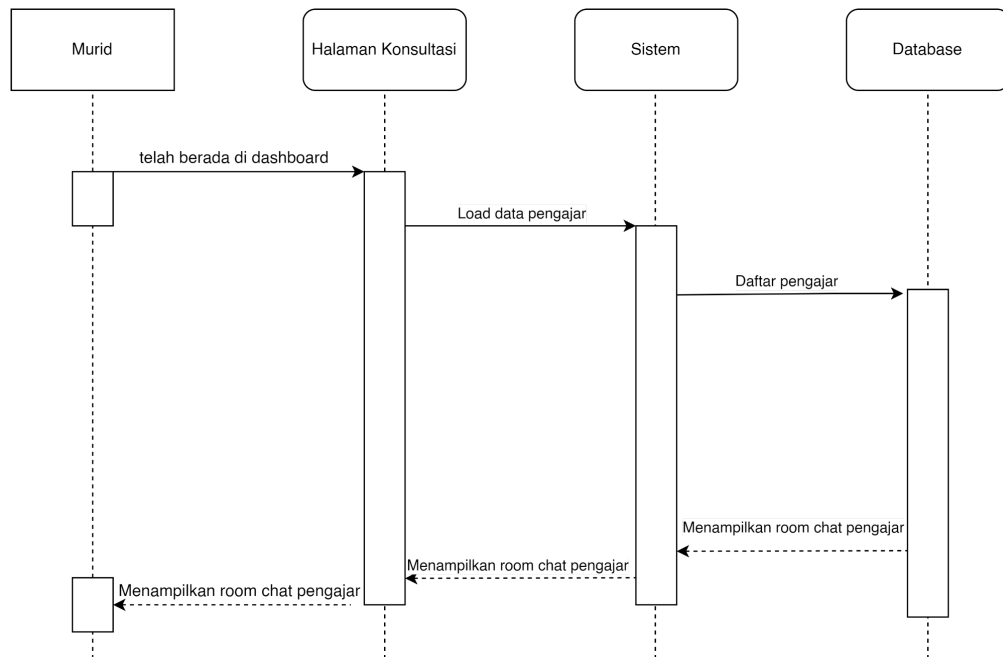 Murid
Halaman Konsultasi
Sistem
Database
telah berada di dashboard
Load data pengajar
Daftar pengajar
Menampilkan room chat pengajar
Menampilkan room chat pengajar
Menampilkan room chat pengajar